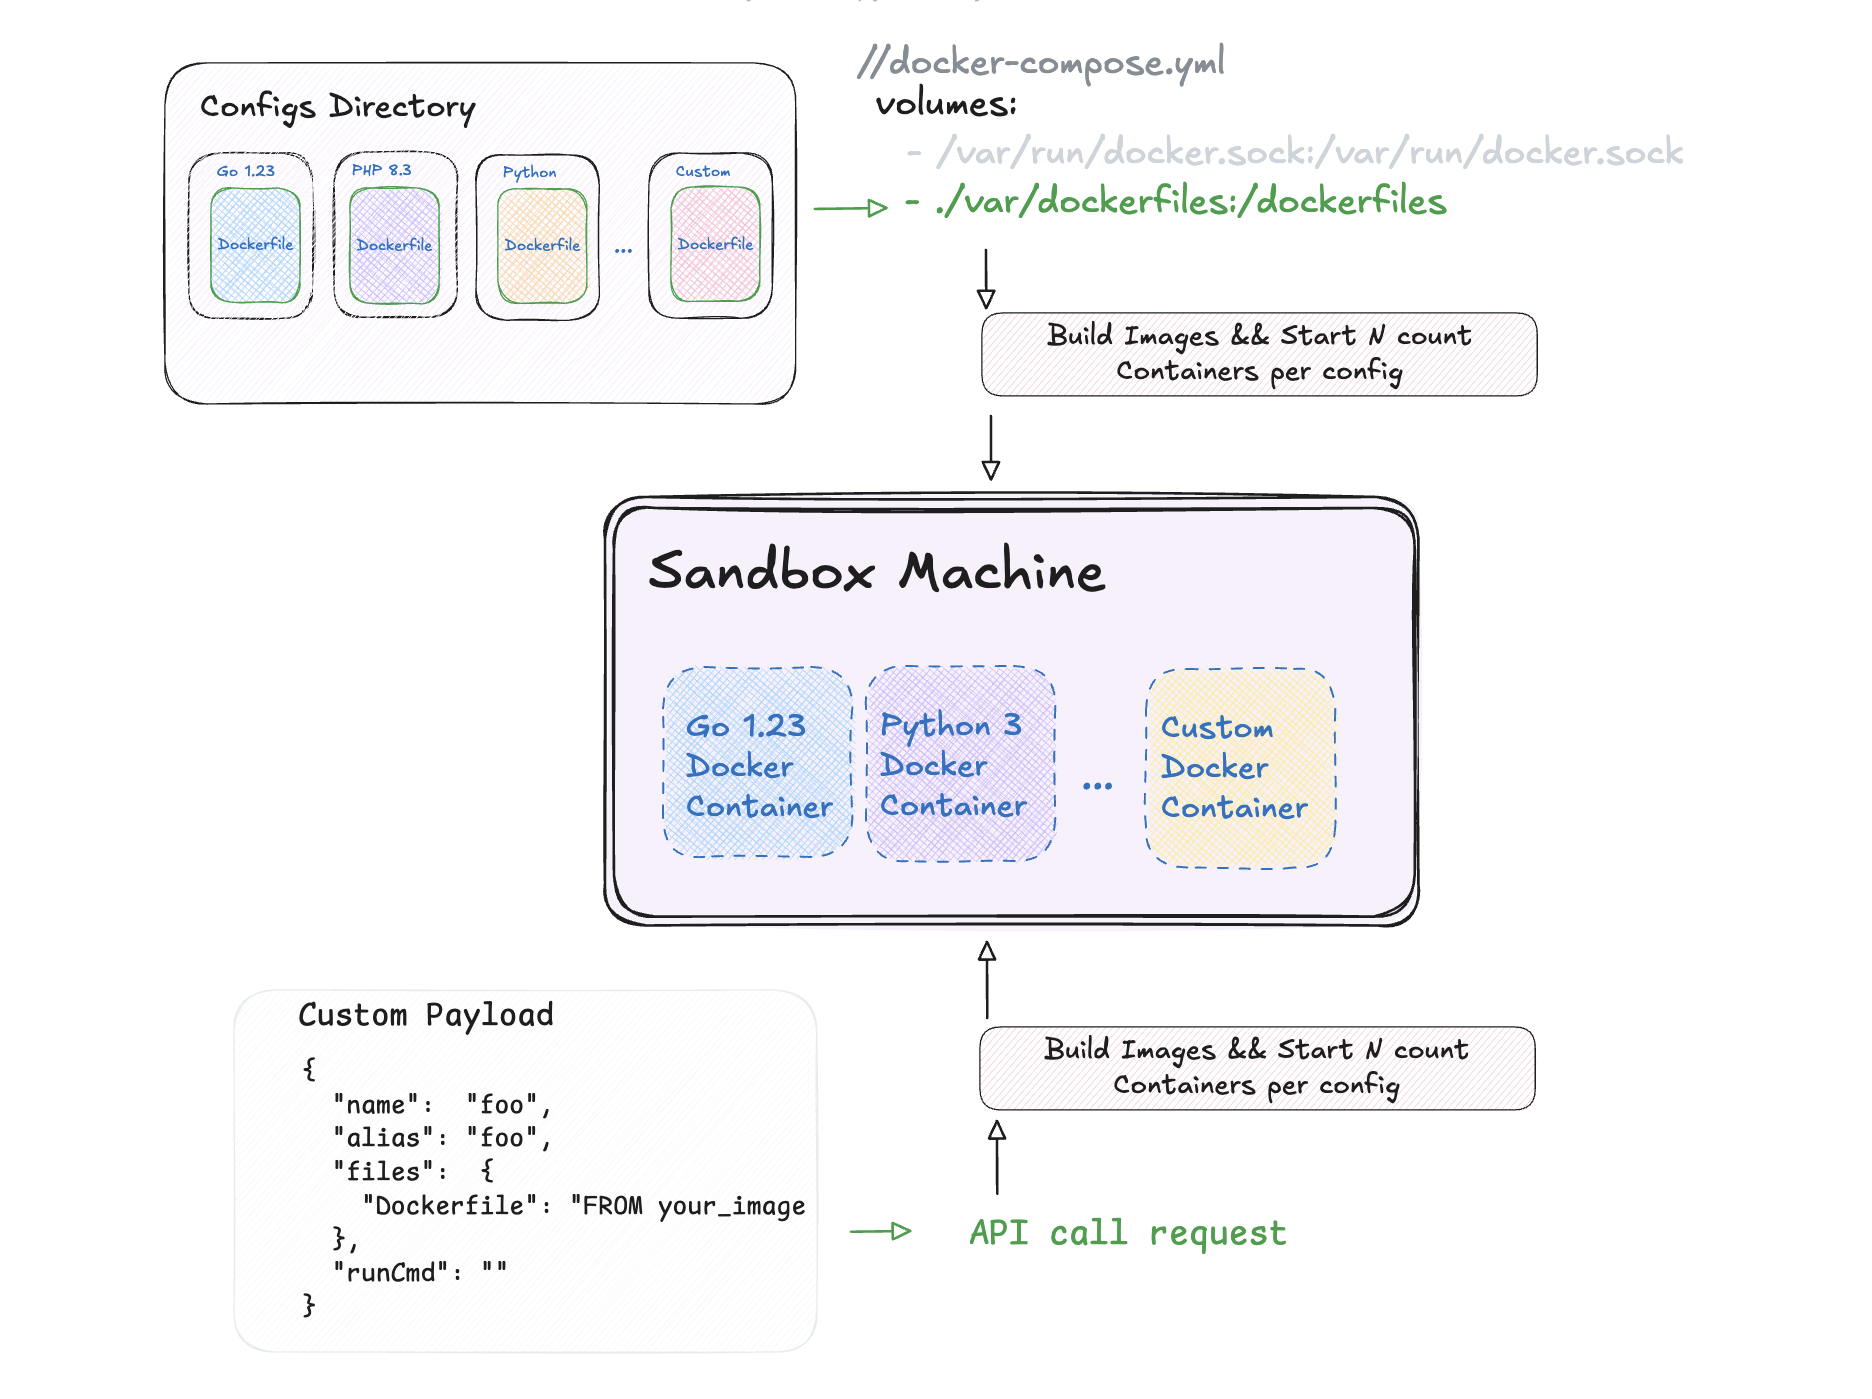 //docker-compose.yml
volumes:
- /var/run/docker.sock:/var/run/docker.sock
- ./var/dockerfiles:/dockerfiles
Configs Directory
Go 1.23
Dockerfile
PHP 8.3
Dockerfile
Python
Dockerfile
...
Custom
Dockerfile
Build Images && Start N count
Containers per config
Sandbox Machine
Go 1.23
Docker
Container
Python 3
Docker
Container
...
Custom
Docker
Container
Build Images && Start N count
Containers per config
API call request
Custom Payload
{
"name": "foo",
"alias": "foo",
"files": {
"Dockerfile": "FROM your_image
},
"runCmd": ""
}